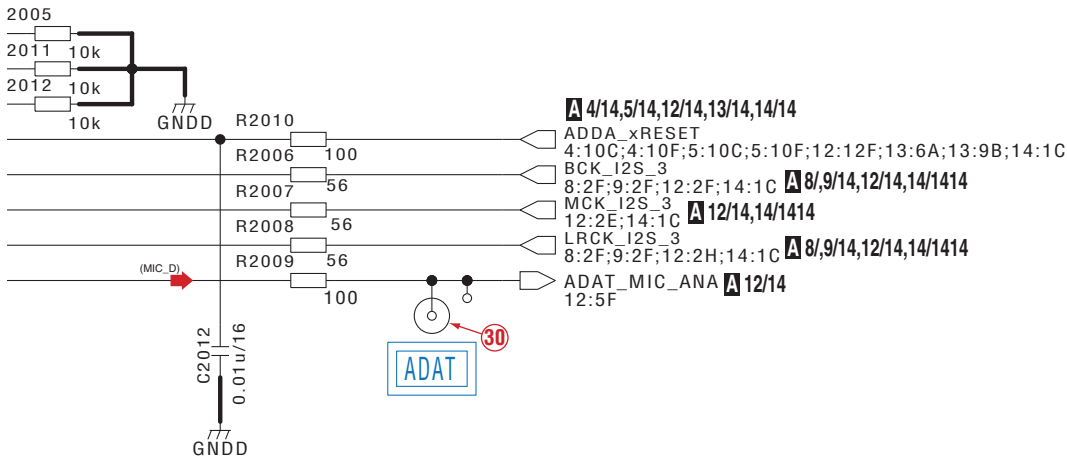 2005
2011 10k
2012 10k
10k
GNDD
R2010
100
R2006
56
R2007
56
R2008
56
R2009
100
(MIC_D)
A 4/14,5/14,12/14,13/14,14/14
ADDA_xRESET
4:10C;4:10F;5:10C;5:10F;12:12F;13:6A;13:9B;14:1C
BCK_I2S_3
8:2F;9:2F;12:2F;14:1C A 8/,9/14,12/14,14/1414
MCK_I2S_3
12:2E;14:1C A 12/14,14/1414
LRCK_I2S_3
8:2F;9:2F;12:2H;14:1C A 8/,9/14,12/14,14/1414
ADAT_MIC_ANA A 12/14
12:5F
30
ADAT
C2012
0.01u/16
GNDD